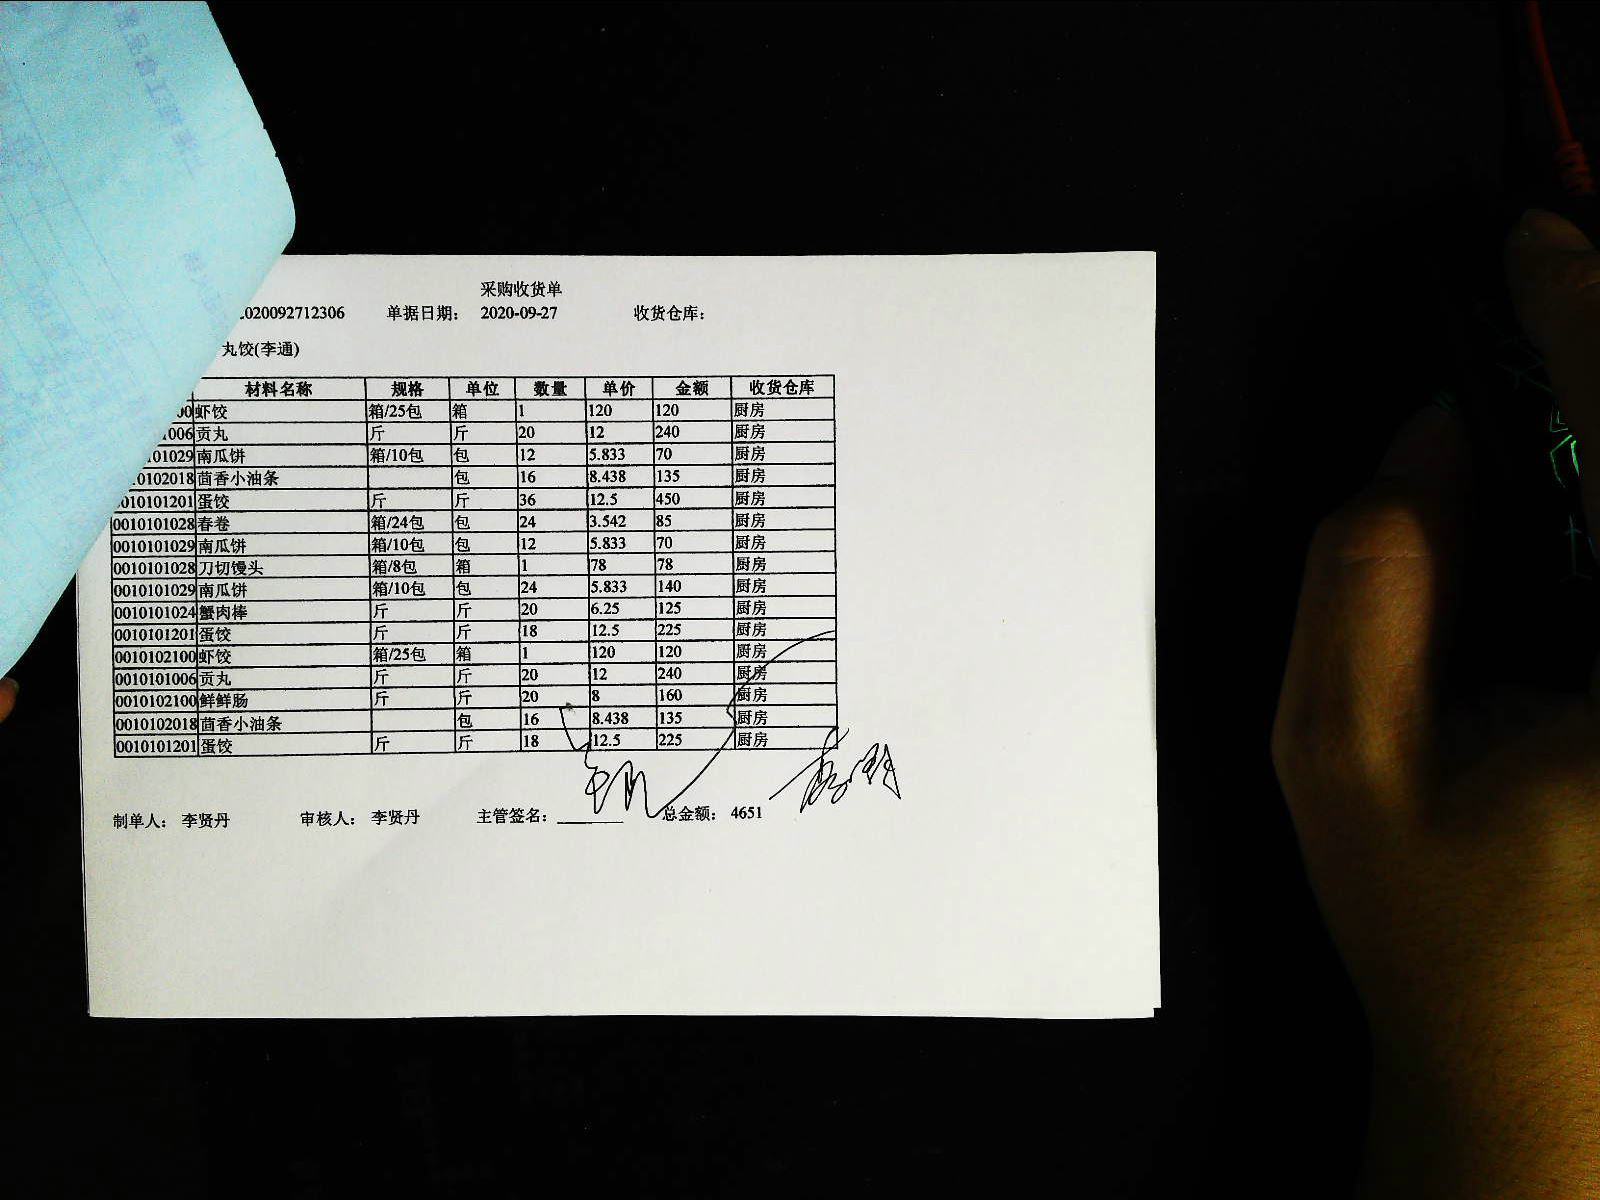 采购收货单
020092712306 单据日期: 2020-09-27 收货仓库:
丸饺(李通)
材料名称 规格 单位 数量 单价 金额 收货仓库
00 虾饺 箱/25包 箱 1 120 120 厨房
006 贡丸 斤 斤 20 12 240 厨房
101029 南瓜饼 箱/10包 包 12 5.833 70 厨房
0102018 茴香小油条 包 16 8.438 135 厨房
0010101201 蛋饺 斤 斤 36 12.5 450 厨房
0010101028 春卷 箱/24包 包 24 3.542 85 厨房
0010101029 南瓜饼 箱/10包 包 12 5.833 70 厨房
0010101028 刀切馒头 箱/8包 箱 1 78 78 厨房
0010101029 南瓜饼 箱/10包 包 24 5.833 140 厨房
0010101024 蟹肉棒 斤 斤 20 6.25 125 厨房
0010101201 蛋饺 斤 斤 18 12.5 225 厨房
0010102100 虾饺 箱/25包 箱 1 120 120 厨房
0010101006 贡丸 斤 斤 20 12 240 厨房
0010102100 鲜鲜肠 斤 斤 20 8 160 厨房
0010102018 茴香小油条 包 16 8.438 135 厨房
0010101201 蛋饺 斤 斤 18 12.5 225 厨房
制单人: 李贤丹 审核人: 李贤丹 主管签名: 总金额: 4651